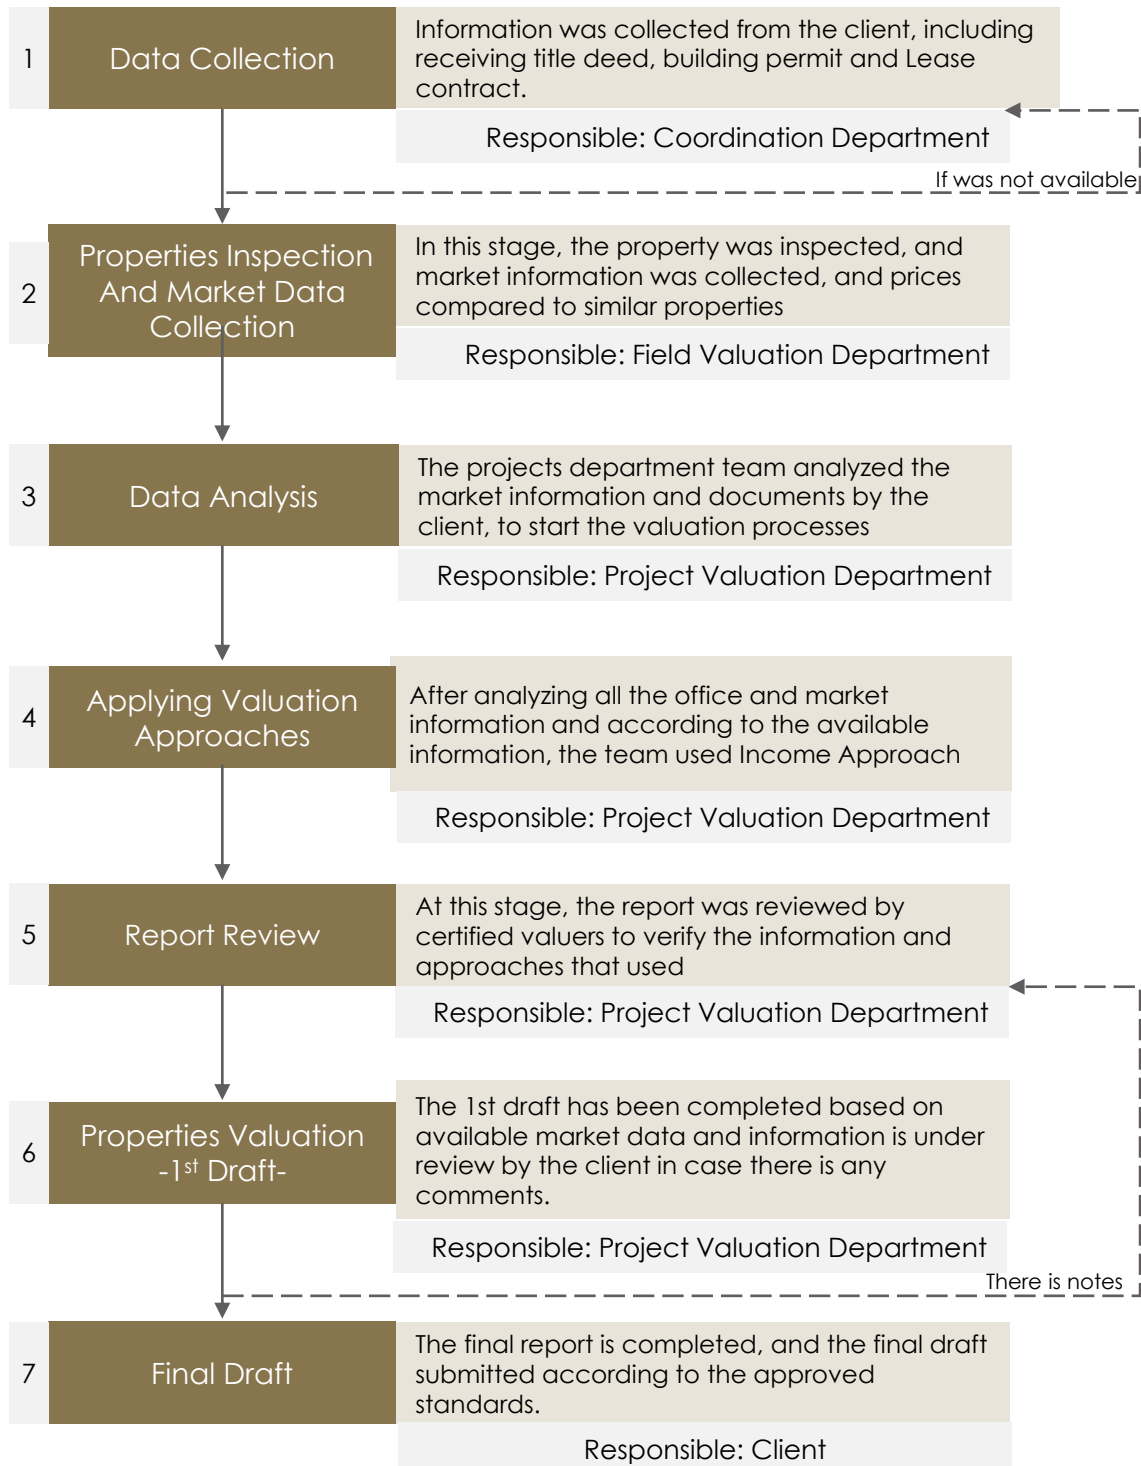 1
Data Collection
Information was collected from the client, including
receiving title deed, building permit and Lease
contract.
Responsible: Coordination Department
If was not available
2
Properties Inspection
And Market Data
Collection
In this stage, the property was inspected, and
market information was collected, and prices
compared to similar properties
Responsible: Field Valuation Department
3
Data Analysis
The projects department team analyzed the
market information and documents by the
client, to start the valuation processes
Responsible: Project Valuation Department
4
Applying Valuation
Approaches
After analyzing all the office and market
information and according to the available
information, the team used Income Approach
Responsible: Project Valuation Department
5
Report Review
At this stage, the report was reviewed by
certified valuers to verify the information and
approaches that used
Responsible: Project Valuation Department
6
Properties Valuation
-1st Draft-
The 1st draft has been completed based on
available market data and information is under
review by the client in case there is any
comments.
Responsible: Project Valuation Department
There is notes
7
Final Draft
The final report is completed, and the final draft
submitted according to the approved
standards.
Responsible: Client